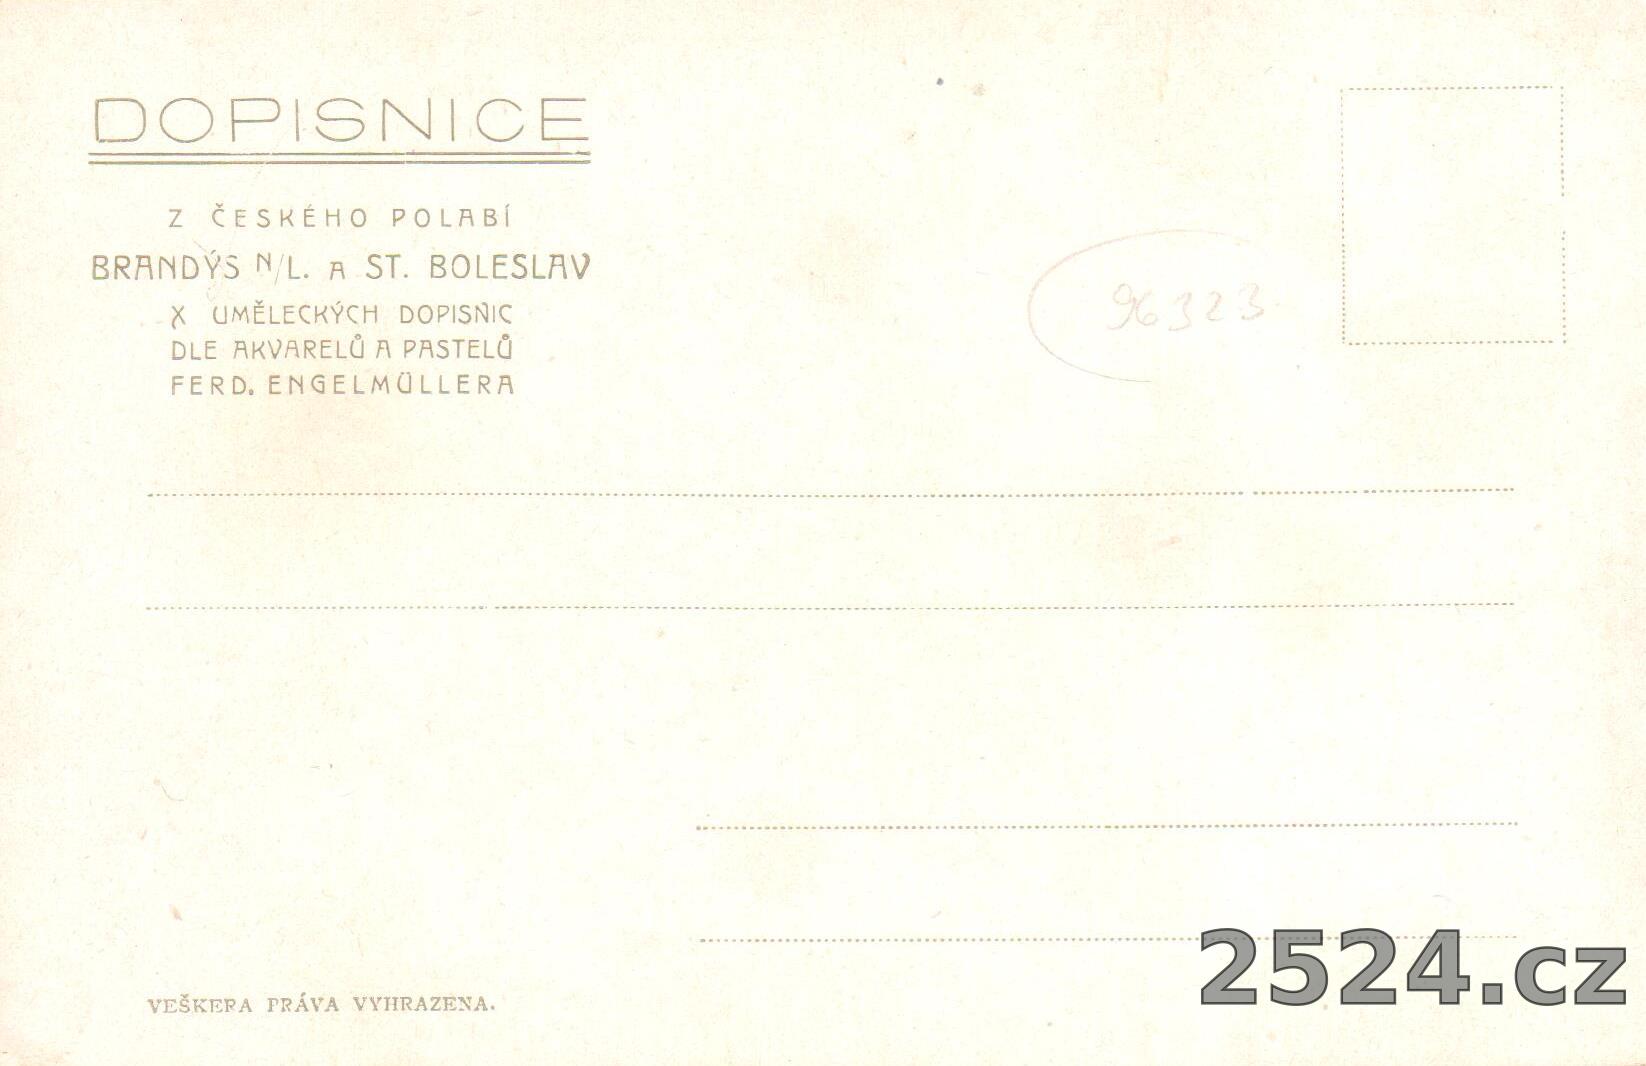 DOPISNICE
Z ČESKÉHO POLABÍ
BRANDÝS N/L. A ST. BOLESLAV
X UMĚLECKÝCH DOPISNIC
DLE AKVARELŮ A PASTELŮ
FERD. ENGELMÜLLERA
96323
VEŠKERA PRÁVA VYHRAZENA.
2524.cz